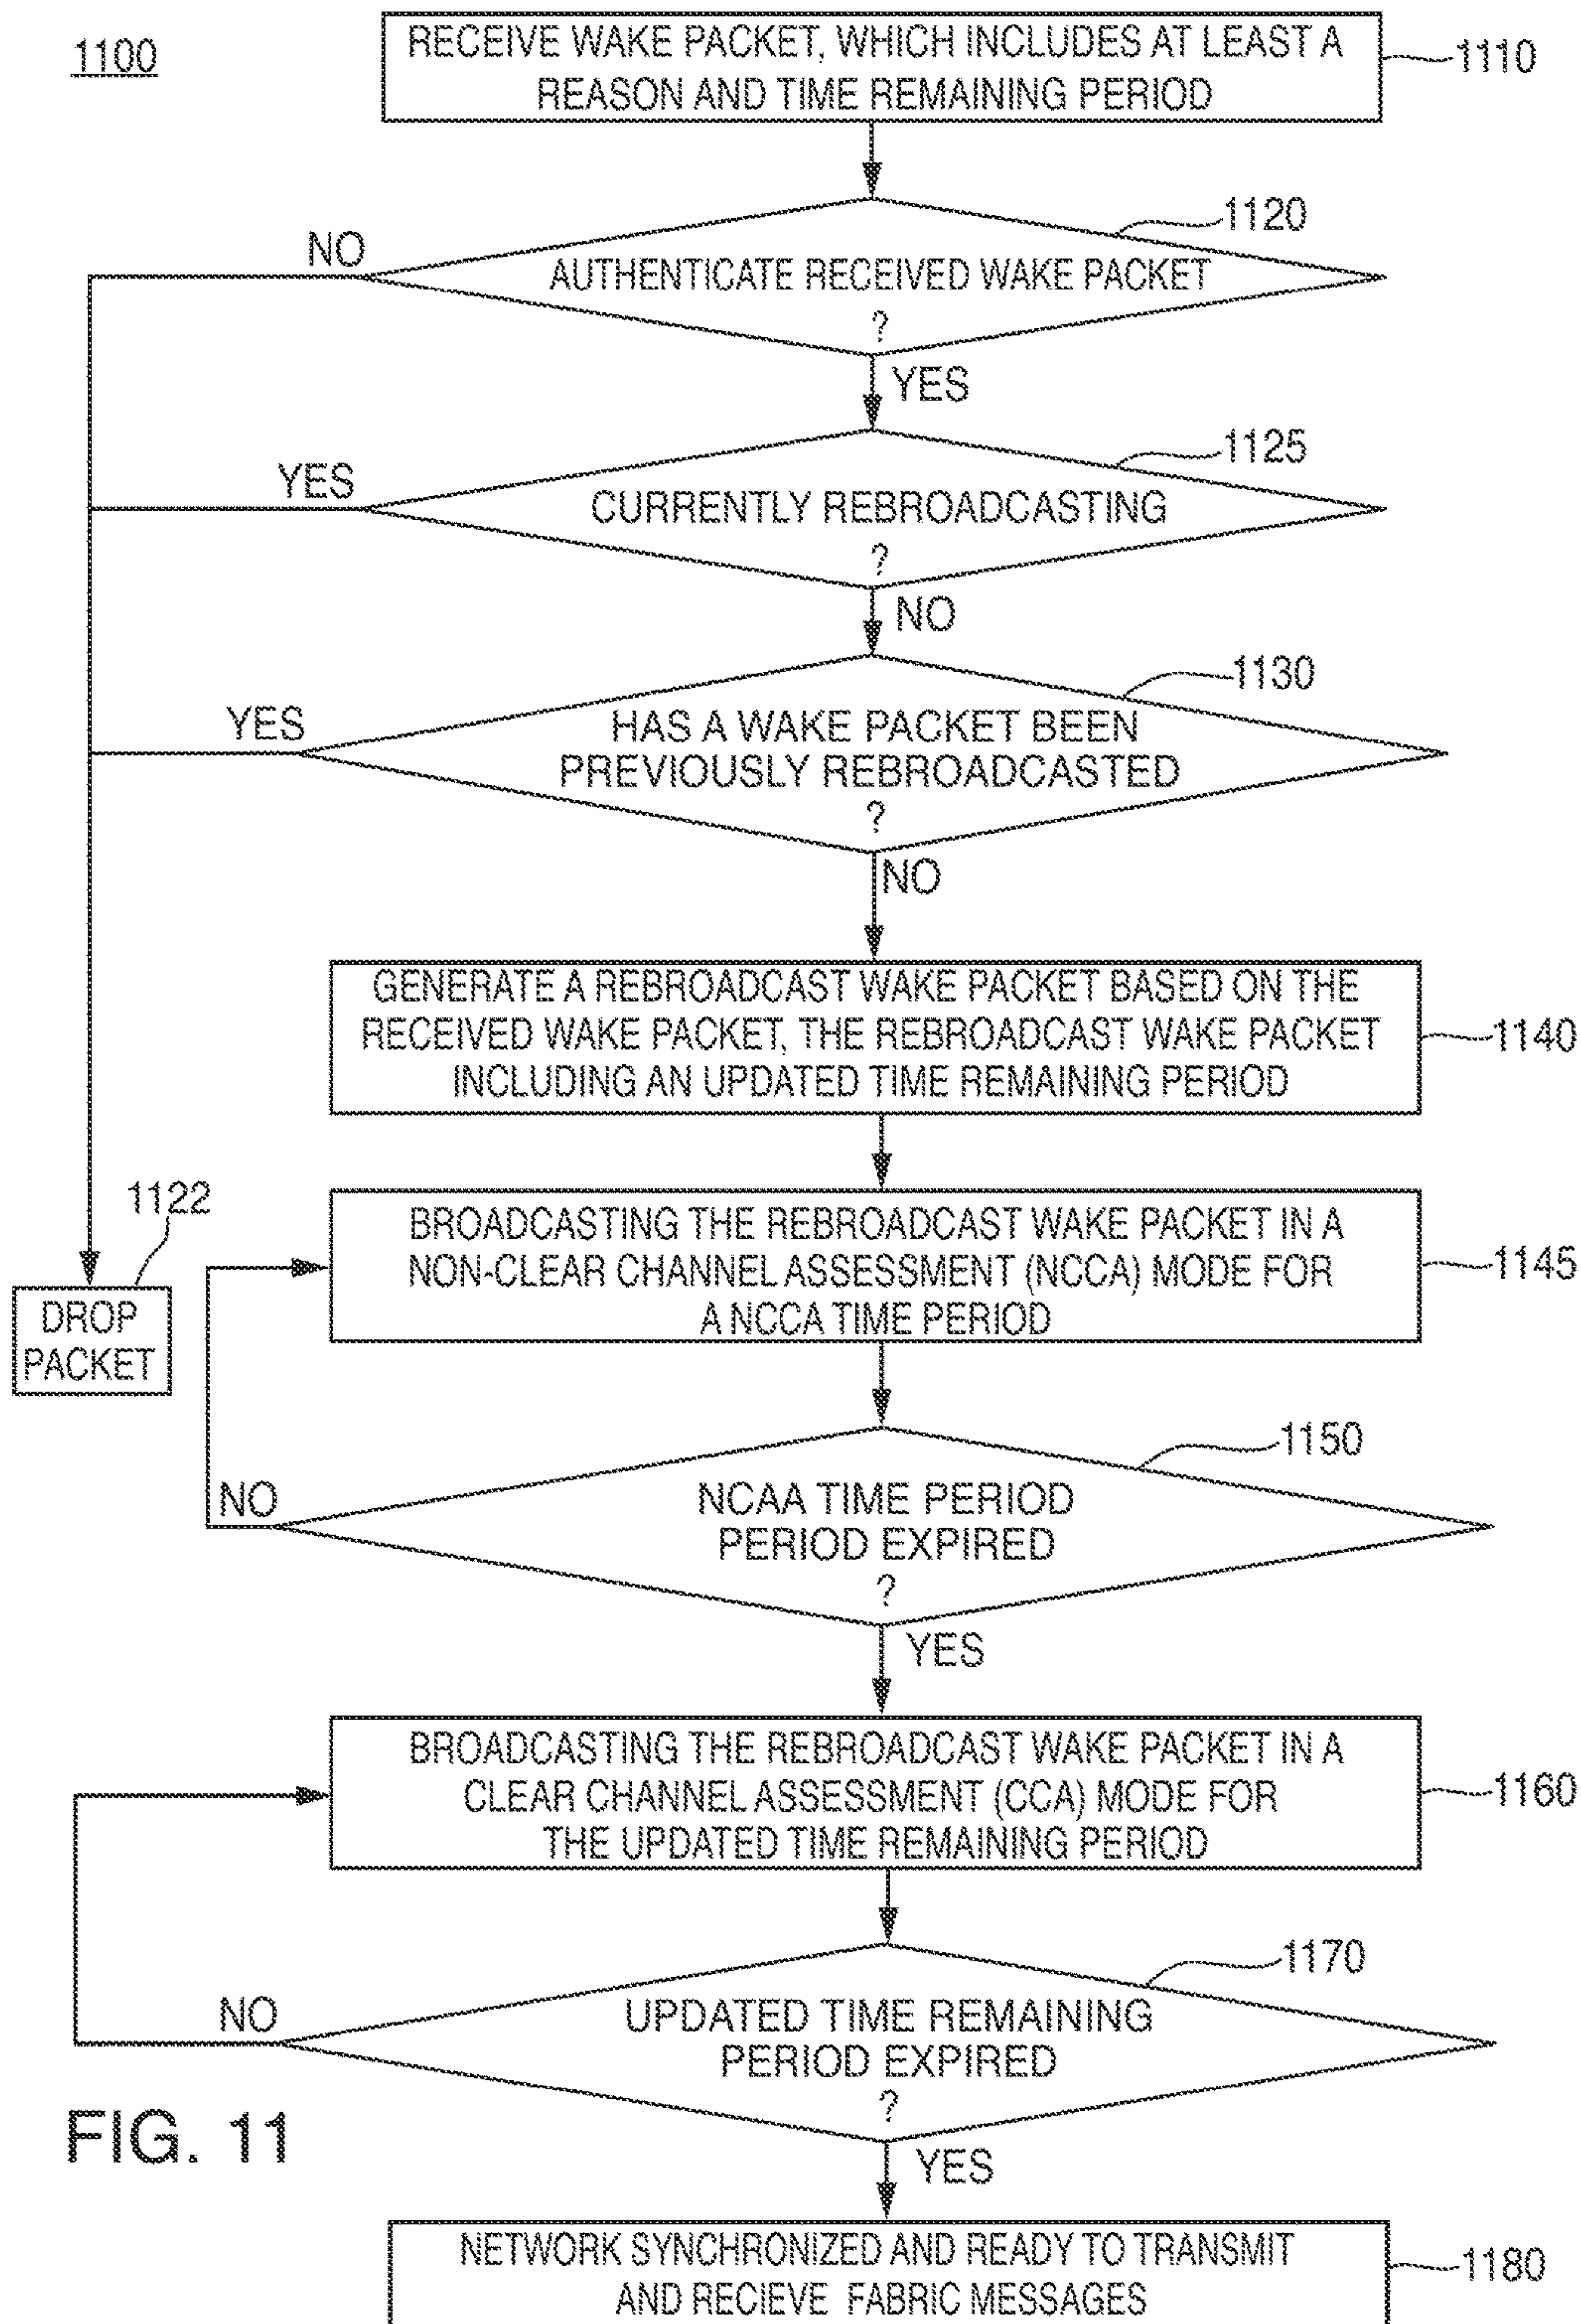 1100
RECEIVE WAKE PACKET, WHICH INCLUDES AT LEAST A
REASON AND TIME REMAINING PERIOD
1110
1120
NO
AUTHENTICATE RECEIVED WAKE PACKET
?
YES
1125
YES
CURRENTLY REBROADCASTING
?
NO
1130
YES
HAS A WAKE PACKET BEEN
PREVIOUSLY REBROADCASTED
?
NO
GENERATE A REBROADCAST WAKE PACKET BASED ON THE
RECEIVED WAKE PACKET, THE REBROADCAST WAKE PACKET
INCLUDING AN UPDATED TIME REMAINING PERIOD
1140
1122
DROP
PACKET
BROADCASTING THE REBROADCAST WAKE PACKET IN A
NON-CLEAR CHANNEL ASSESSMENT (NCCA) MODE FOR
A NCCA TIME PERIOD
1145
1150
NO
NCAA TIME PERIOD
PERIOD EXPIRED
?
YES
BROADCASTING THE REBROADCAST WAKE PACKET IN A
CLEAR CHANNEL ASSESSMENT (CCA) MODE FOR
THE UPDATED TIME REMAINING PERIOD
1160
1170
NO
UPDATED TIME REMAINING
PERIOD EXPIRED
?
YES
FIG. 11
NETWORK SYNCHRONIZED AND READY TO TRANSMIT
AND RECIEVE FABRIC MESSAGES
1180